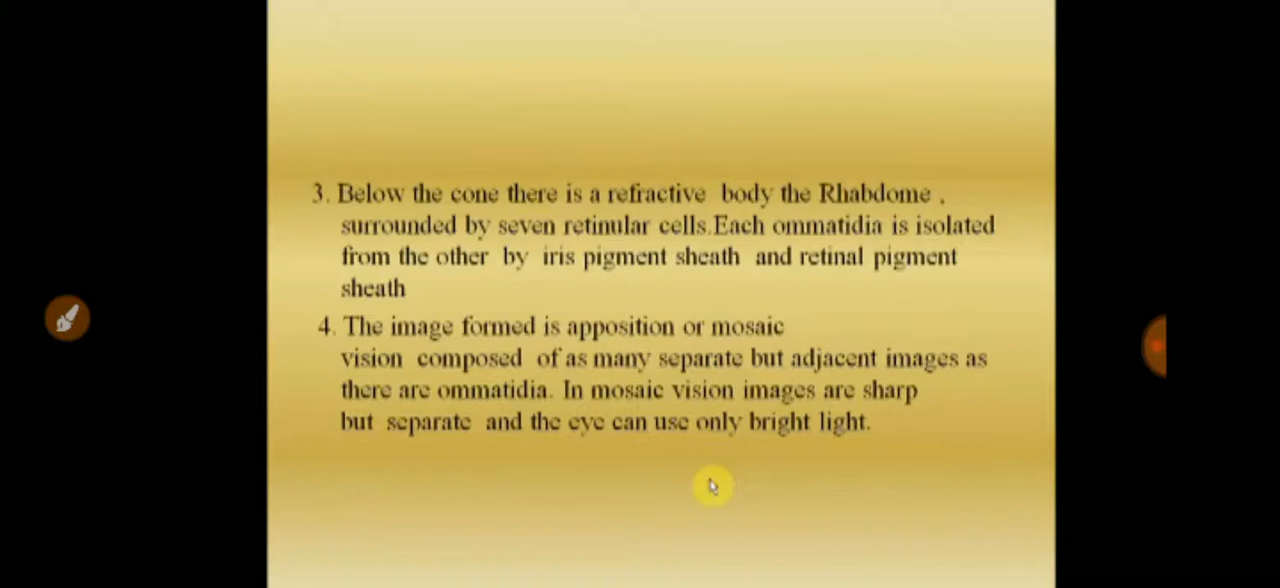 3. Below the cone there is a refractive body the Rhabdome ,
surrounded by seven retinular cells.Each ommatidia is isolated
from the other by iris pigment sheath and retinal pigment
sheath
4. The image formed is apposition or mosaic
vision composed of as many separate but adjacent images as
there are ommatidia. In mosaic vision images are sharp
but separate and the eye can use only bright light.